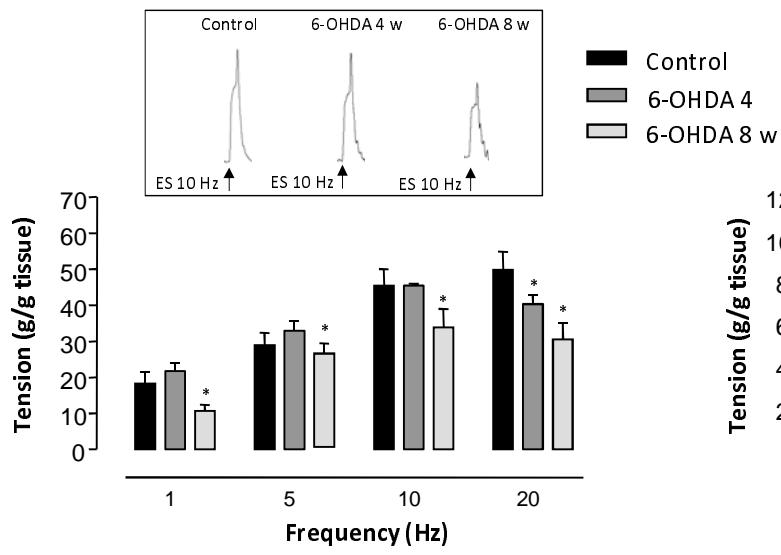 Control 6-OHDA 4 w 6-OHDA 8 w
ES 10 Hz ES 10 Hz ES 10 Hz
Control
6-OHDA 4
6-OHDA 8 w
Tension (g/g tissue)
70
60
50
40
30
20
10
0
* * * * *
1 5 10 20
Frequency (Hz)
Tension (g/g tissue)